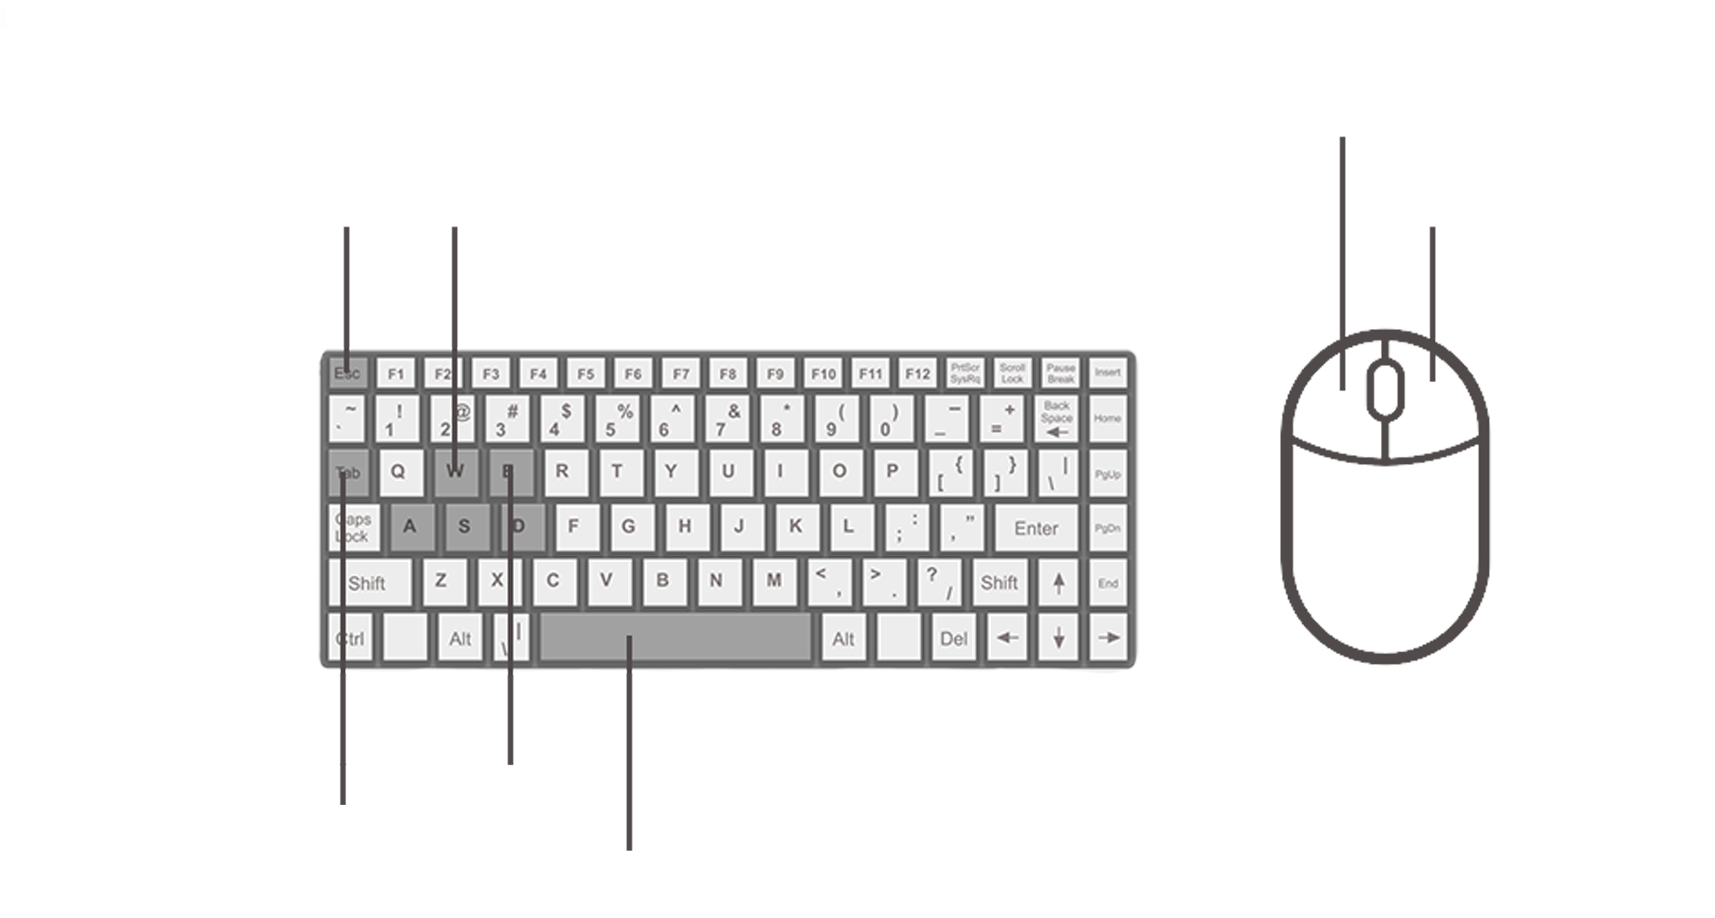 Esc F1 F2 F3 F4 F5 F6 F7 F8 F9 F10 F11 F12 PrtScr SysRq Scroll Lock Pause Break Insert
~ ` ! 1 @ 2 # 3 $ 4 % 5 ^ 6 & 7 * 8 ( 9 ) 0 – _ + = Back Space ← Home
Tab Q W E R T Y U I O P { [ } ] | \ PgUp
Caps Lock A S D F G H J K L : ; " , Enter PgDn
Shift Z X C V B N M < , > . ? / Shift ↑ End
Ctrl Alt | \ Alt Del ← ↓ →